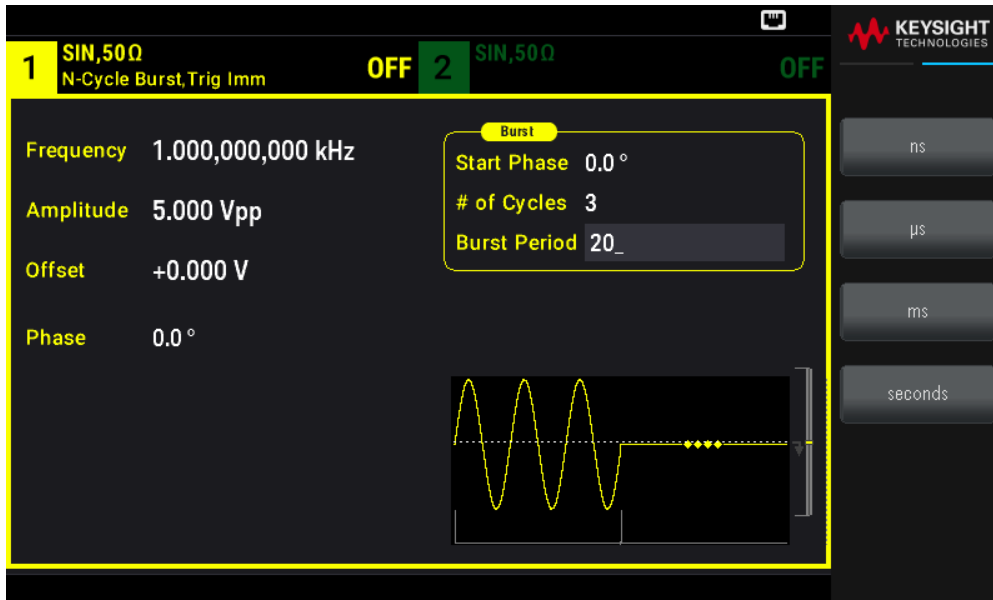 KEYSIGHT
TECHNOLOGIES
1 SIN,50Ω
N-Cycle Burst,Trig Imm OFF
2 SIN,50Ω OFF
Frequency 1.000,000,000 kHz
Amplitude 5.000 Vpp
Offset +0.000 V
Phase 0.0 °
Burst
Start Phase 0.0 °
# of Cycles 3
Burst Period 20_
ns
µs
ms
seconds